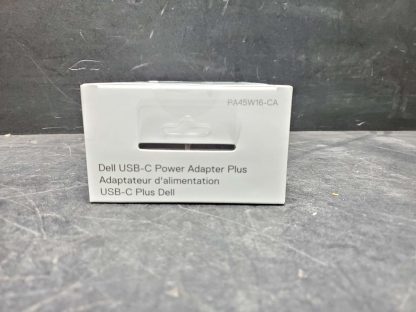 PA45W16-CA
Dell USB-C Power Adapter Plus
Adaptateur d'alimentation
USB-C Plus Dell